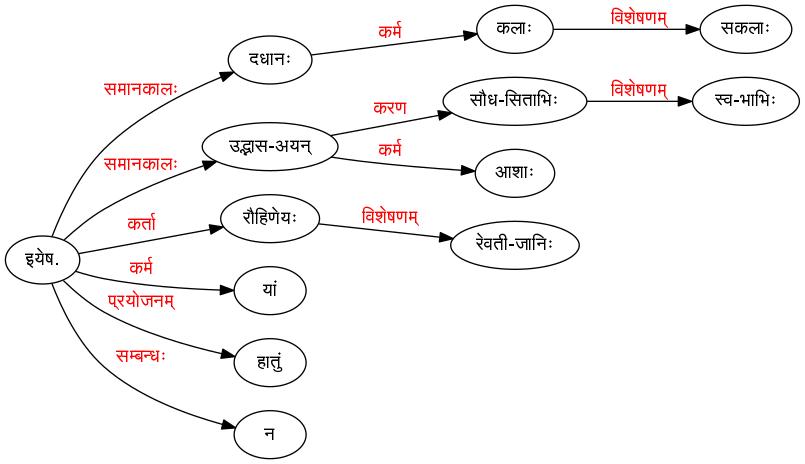 विशेषणम्
कर्म
कलाः
सकलाः
दधानः
समानकालः
विशेषणम्
करण
सौध-सिताभिः
स्व-भाभिः
उद्भास-अयन्
समानकालः
कर्म
आशाः
कर्ता
रौहिणेयः
विशेषणम्
रेवती-जानिः
इयेष.
कर्म
यां
प्रयोजनम्
हातुं
सम्बन्धः
न